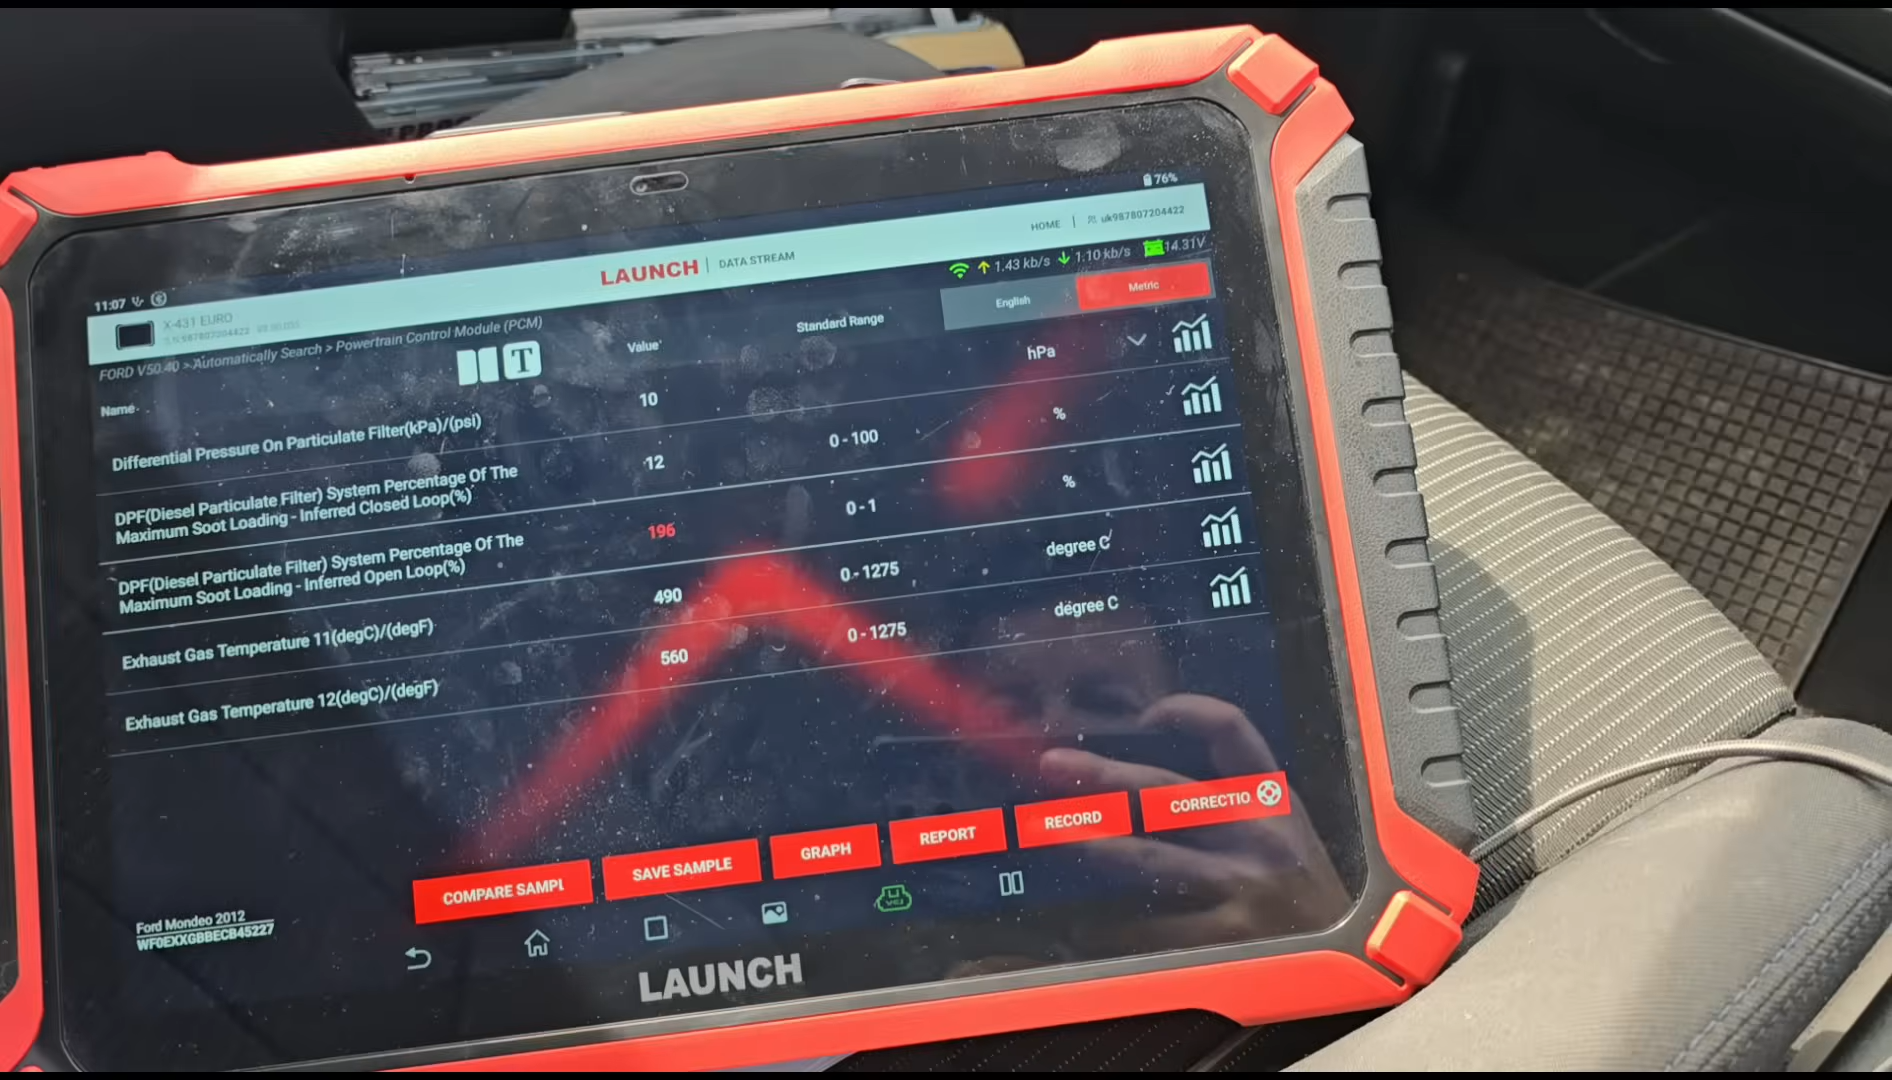 76%
HOME | uk987807204422
LAUNCH | DATA STREAM
1.43 kb/s 1.10 kb/s 14.31V
11:07
X-431 EURO
English Metric
FORD V50.40 > Automatically Search > Powertrain Control Module (PCM)
T
Name Value Standard Range
Differential Pressure On Particulate Filter(kPa)/(psi) 10 hPa
DPF(Diesel Particulate Filter) System Percentage Of The
Maximum Soot Loading - Inferred Closed Loop(%) 12 0 - 100 %
DPF(Diesel Particulate Filter) System Percentage Of The
Maximum Soot Loading - Inferred Open Loop(%) 196 0 - 1 %
Exhaust Gas Temperature 11(degC)/(degF) 490 0 - 1275 degree C
Exhaust Gas Temperature 12(degC)/(degF) 560 0 - 1275 degree C
COMPARE SAMPL SAVE SAMPLE GRAPH REPORT RECORD CORRECTIO
Ford Mondeo 2012
WF0EXXGBBECB45227
LAUNCH